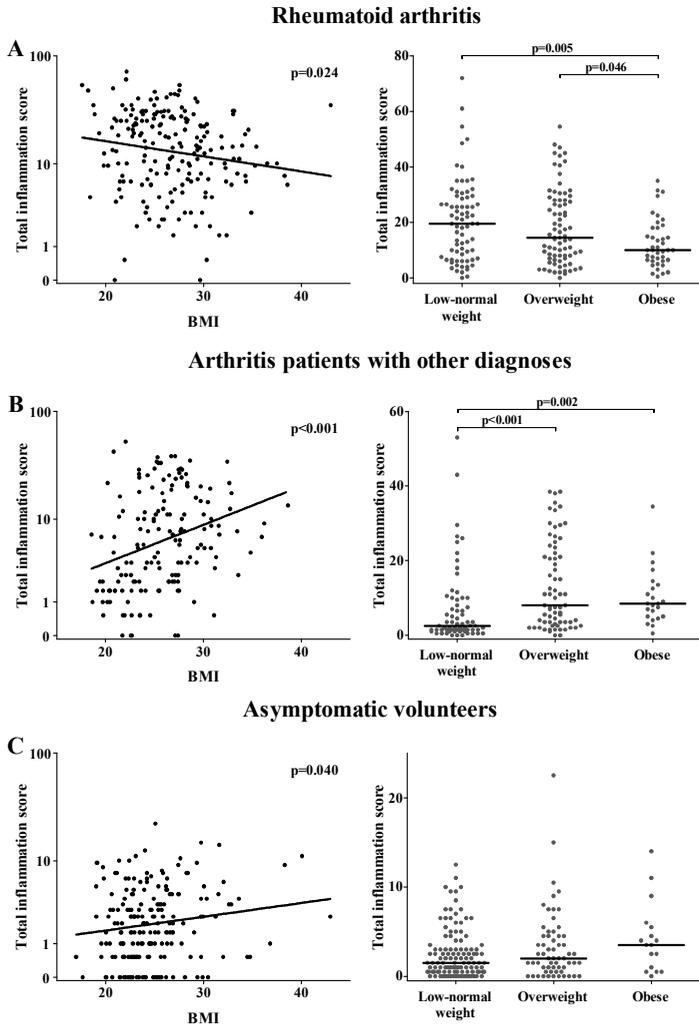 Rheumatoid arthritis
A
Total inflammation score
100
10
1
0
p=0.024
20
30
40
BMI
Total inflammation score
80
60
40
20
0
p=0.005
p=0.046
Low-normal
weight
Overweight
Obese
Arthritis patients with other diagnoses
B
Total inflammation score
100
10
1
0
p<0.001
20
30
40
BMI
Total inflammation score
60
40
20
0
p=0.002
p<0.001
Low-normal
weight
Overweight
Obese
Asymptomatic volunteers
C
Total inflammation score
100
10
1
0
p=0.040
20
30
40
BMI
Total inflammation score
20
10
0
Low-normal
weight
Overweight
Obese